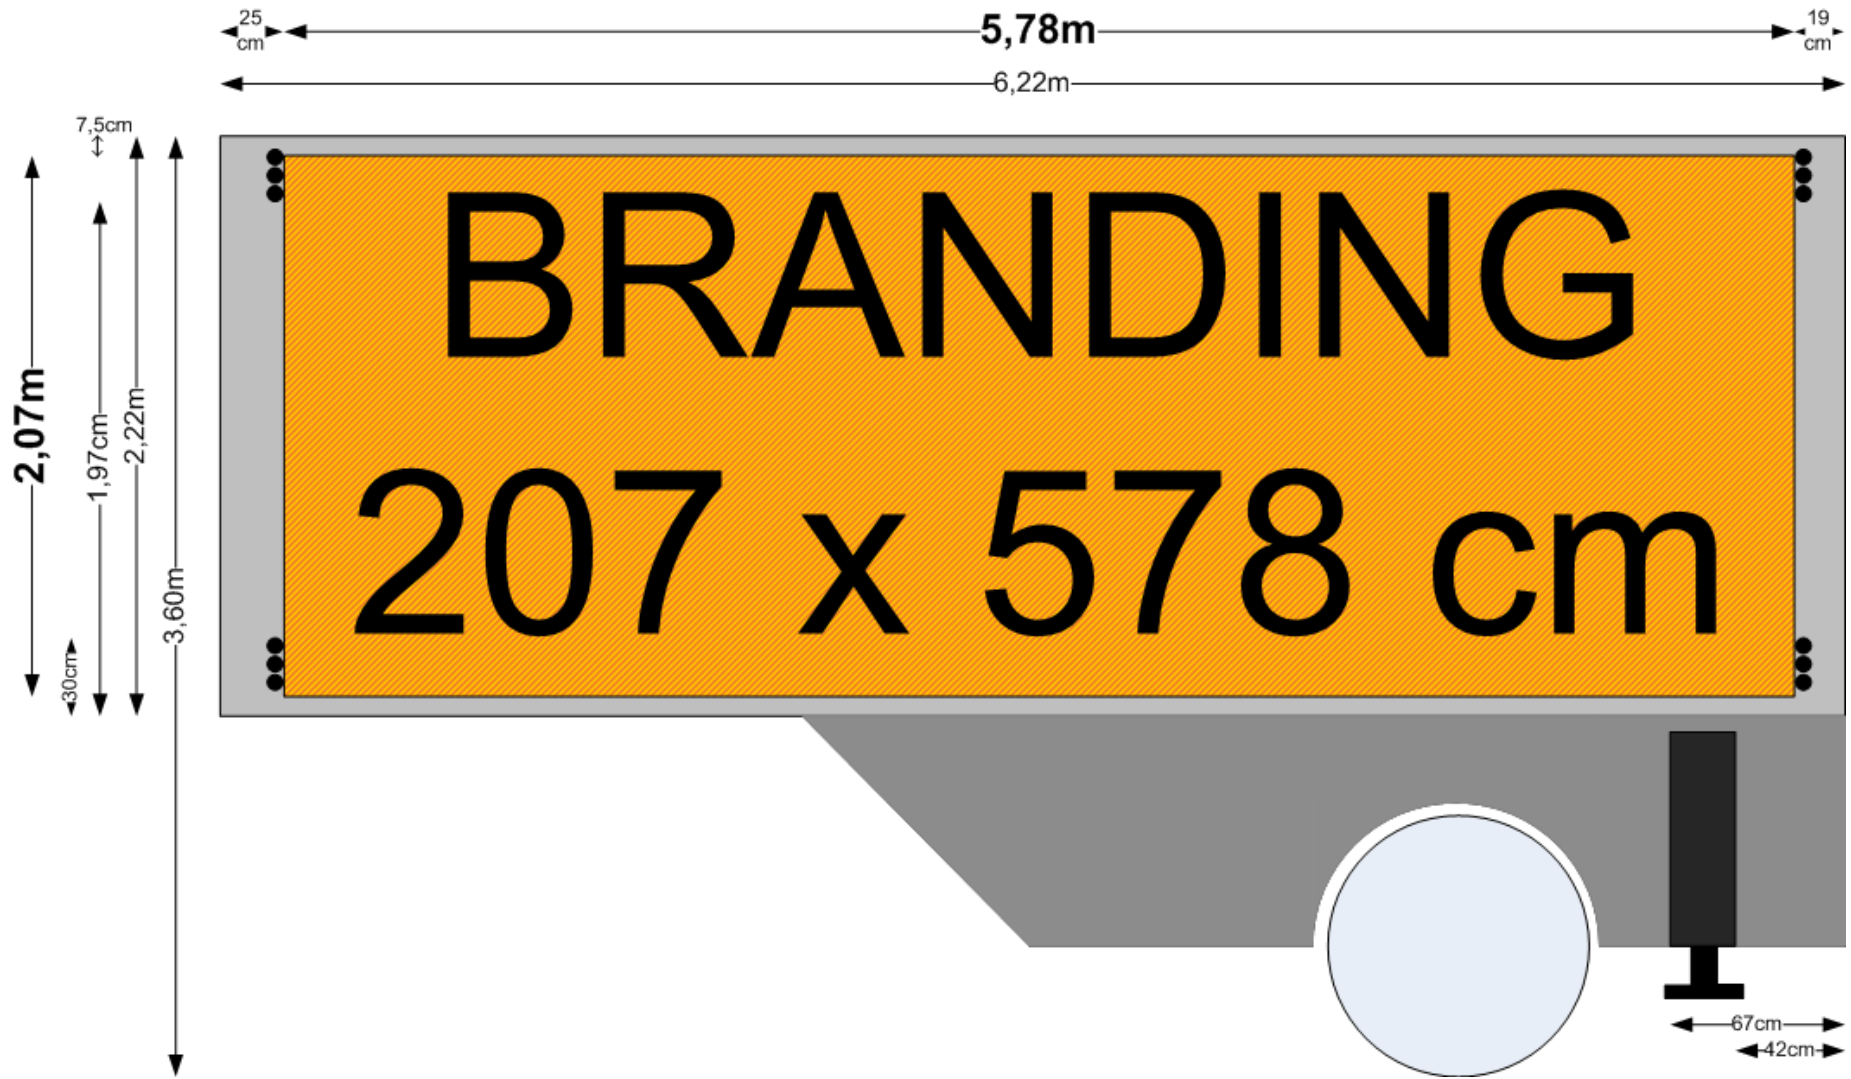 25
cm
5,78m
19
cm
6,22m
7,5cm
2,07m
1,97cm
2,22m
3,60m
30cm
BRANDING
207 x 578 cm
67cm
42cm